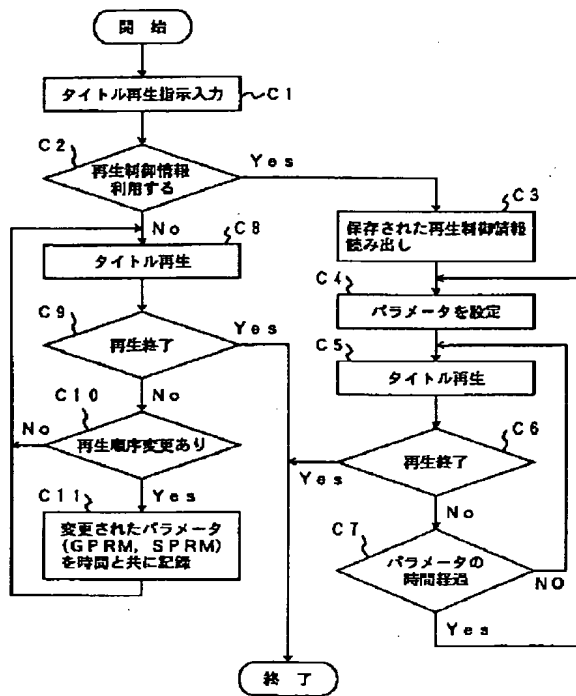 開 始
タイトル再生指示入力
C1
C2
再生制御情報
利用する
Yes
No
C3
保存された再生制御情報
読み出し
C8
タイトル再生
C4
パラメータを設定
C9
再生終了
Yes
No
C5
タイトル再生
C10
再生順序変更あり
No
Yes
C6
再生終了
Yes
No
C11
変更されたパラメータ
(GPRM, SPRM)
を時間と共に記録
C7
パラメータの
時間経過
NO
Yes
終 了